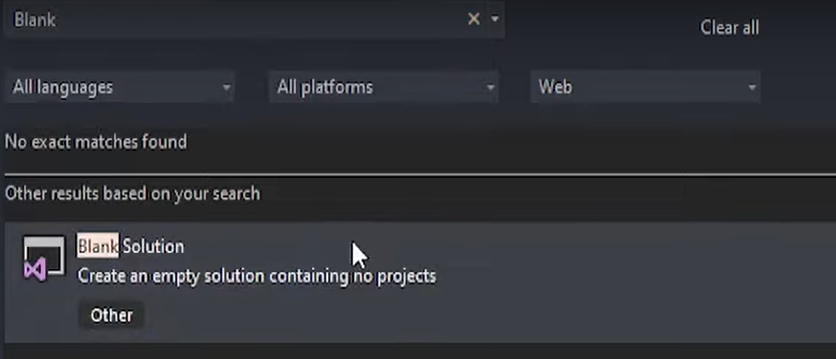 Blank
Clear all
All languages
All platforms
Web
No exact matches found
Other results based on your search
Blank Solution
Create an empty solution containing no projects
Other